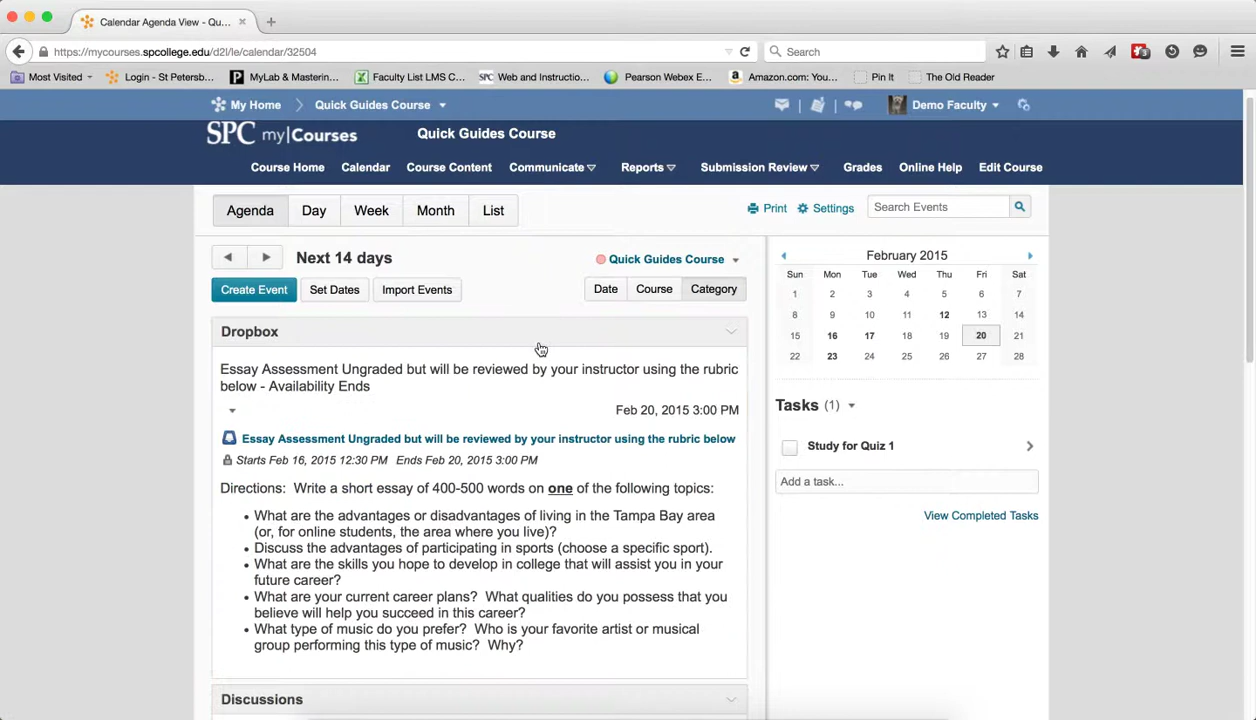 Calendar Agenda View - Qu...
https://mycourses.spcollege.edu/d2l/le/calendar/32504
Search
Most Visited
Login - St Petersb...
MyLab & Mastering...
Faculty List LMS C...
SPC Web and Instructio...
Pearson Webex E...
Amazon.com: You...
Pin It
The Old Reader
My Home
Quick Guides Course
Demo Faculty
SPC my|Courses
Quick Guides Course
Course Home
Calendar
Course Content
Communicate
Reports
Submission Review
Grades
Online Help
Edit Course
Agenda
Day
Week
Month
List
Print
Settings
Search Events
Next 14 days
Quick Guides Course
Create Event
Set Dates
Import Events
Date
Course
Category
Dropbox
Essay Assessment Ungraded but will be reviewed by your instructor using the rubric
below - Availability Ends
Feb 20, 2015 3:00 PM
Essay Assessment Ungraded but will be reviewed by your instructor using the rubric below
Starts Feb 16, 2015 12:30 PM Ends Feb 20, 2015 3:00 PM
Directions: Write a short essay of 400-500 words on one of the following topics:
• What are the advantages or disadvantages of living in the Tampa Bay area
(or, for online students, the area where you live)?
• Discuss the advantages of participating in sports (choose a specific sport).
• What are the skills you hope to develop in college that will assist you in your
future career?
• What are your current career plans? What qualities do you possess that you
believe will help you succeed in this career?
• What type of music do you prefer? Who is your favorite artist or musical
group performing this type of music? Why?
Discussions
February 2015
Sun Mon Tue Wed Thu Fri Sat
1 2 3 4 5 6 7
8 9 10 11 12 13 14
15 16 17 18 19 20 21
22 23 24 25 26 27 28
Tasks (1)
Study for Quiz 1
Add a task...
View Completed Tasks